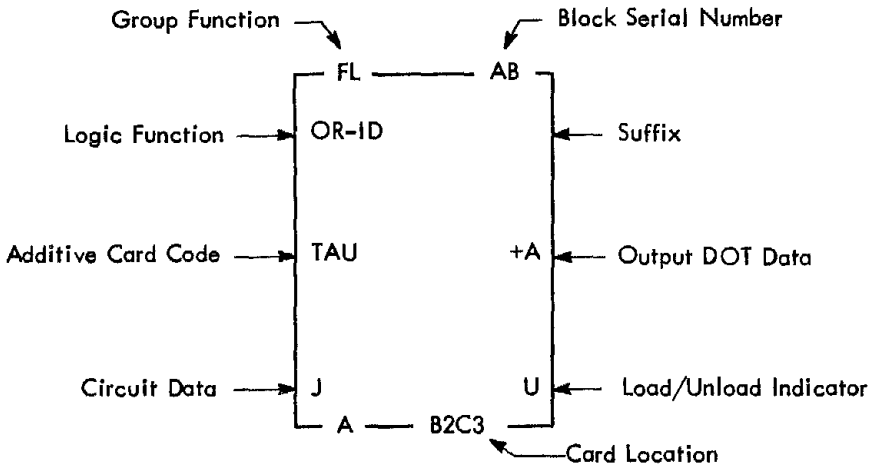 Group Function
Block Serial Number
FL
AB
Logic Function
OR-ID
Suffix
Additive Card Code
TAU
+A
Output DOT Data
Circuit Data
J
U
Load/Unload Indicator
A
B2C3
Card Location